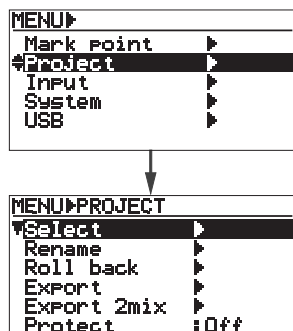 MENU▶
Mark point ▶
Project ▶
Input ▶
System ▶
USB ▶
MENU▶PROJECT
Select ▶
Rename ▶
Roll back ▶
Export ▶
Export 2mix ▶
Protect :Off